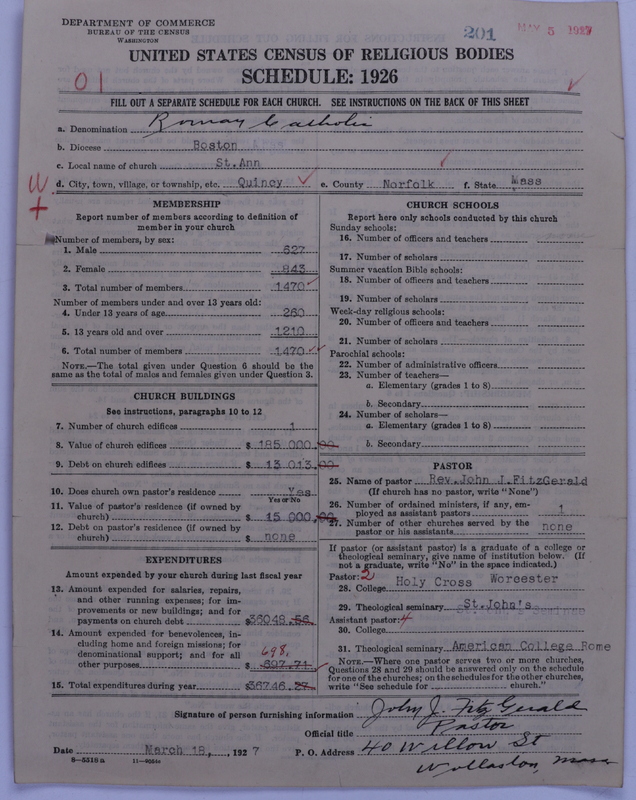 DEPARTMENT OF COMMERCE
BUREAU OF THE CENSUS
WASHINGTON
201
MAY 5 1927
UNITED STATES CENSUS OF RELIGIOUS BODIES
SCHEDULE: 1926
01
FILL OUT A SEPARATE SCHEDULE FOR EACH CHURCH. SEE INSTRUCTIONS ON THE BACK OF THIS SHEET
a. Denomination Roman Catholic
b. Diocese Boston
c. Local name of church St.Ann
d. City, town, village, or township, etc. Quincy e. County Norfolk f. State Mass
W
+
MEMBERSHIP
Report number of members according to definition of
member in your church
Number of members, by sex:
1. Male 627
2. Female 843
3. Total number of members 1470
Number of members under and over 13 years old:
4. Under 13 years of age 260
5. 13 years old and over 1210
6. Total number of members 1470
NOTE.—The total given under Question 6 should be the
same as the total of males and females given under Question 3.
CHURCH BUILDINGS
See instructions, paragraphs 10 to 12
7. Number of church edifices 1
8. Value of church edifices $ 185 000.00
9. Debt on church edifices $ 13 013.00
10. Does church own pastor's residence Yes
Yes or No
11. Value of pastor's residence (if owned by
church) $ 15 000.00
12. Debt on pastor's residence (if owned by
church) $ none
EXPENDITURES
Amount expended by your church during last fiscal year
13. Amount expended for salaries, repairs,
and other running expenses; for im-
provements or new buildings; and for
payments on church debt $36048.56
14. Amount expended for benevolences, in-
cluding home and foreign missions; for
denominational support; and for all
other purposes $ 697.71
698.
15. Total expenditures during year $36746.27
CHURCH SCHOOLS
Report here only schools conducted by this church
Sunday schools:
16. Number of officers and teachers
17. Number of scholars
Summer vacation Bible schools:
18. Number of officers and teachers
19. Number of scholars
Week-day religious schools:
20. Number of officers and teachers
21. Number of scholars
Parochial schools:
22. Number of administrative officers
23. Number of teachers—
a. Elementary (grades 1 to 8)
b. Secondary
24. Number of scholars—
a. Elementary (grades 1 to 8)
b. Secondary
PASTOR
25. Name of pastor Rev.John J.FitzGerald
(If church has no pastor, write "None")
26. Number of ordained ministers, if any, em-
ployed as assistant pastors 1
27. Number of other churches served by the
pastor or his assistants none
If pastor (or assistant pastor) is a graduate of a college or
theological seminary, give name of institution below. (If
not a graduate, write "No" in the space indicated.)
Pastor: 2
28. College Holy Cross Worcester
29. Theological seminary St.John's
Assistant pastor: 4
30. College
31. Theological seminary American College Rome
NOTE.—Where one pastor serves two or more churches,
Questions 28 and 29 should be answered only on the schedule
for one of the churches; on the schedules for the other churches,
write "See schedule for church."
Signature of person furnishing information John J. FitzGerald
Official title Pastor
Date March 18, 1927 P. O. Address 40 Willow St
Wollaston, Mass
8—5318 a 11—9054c